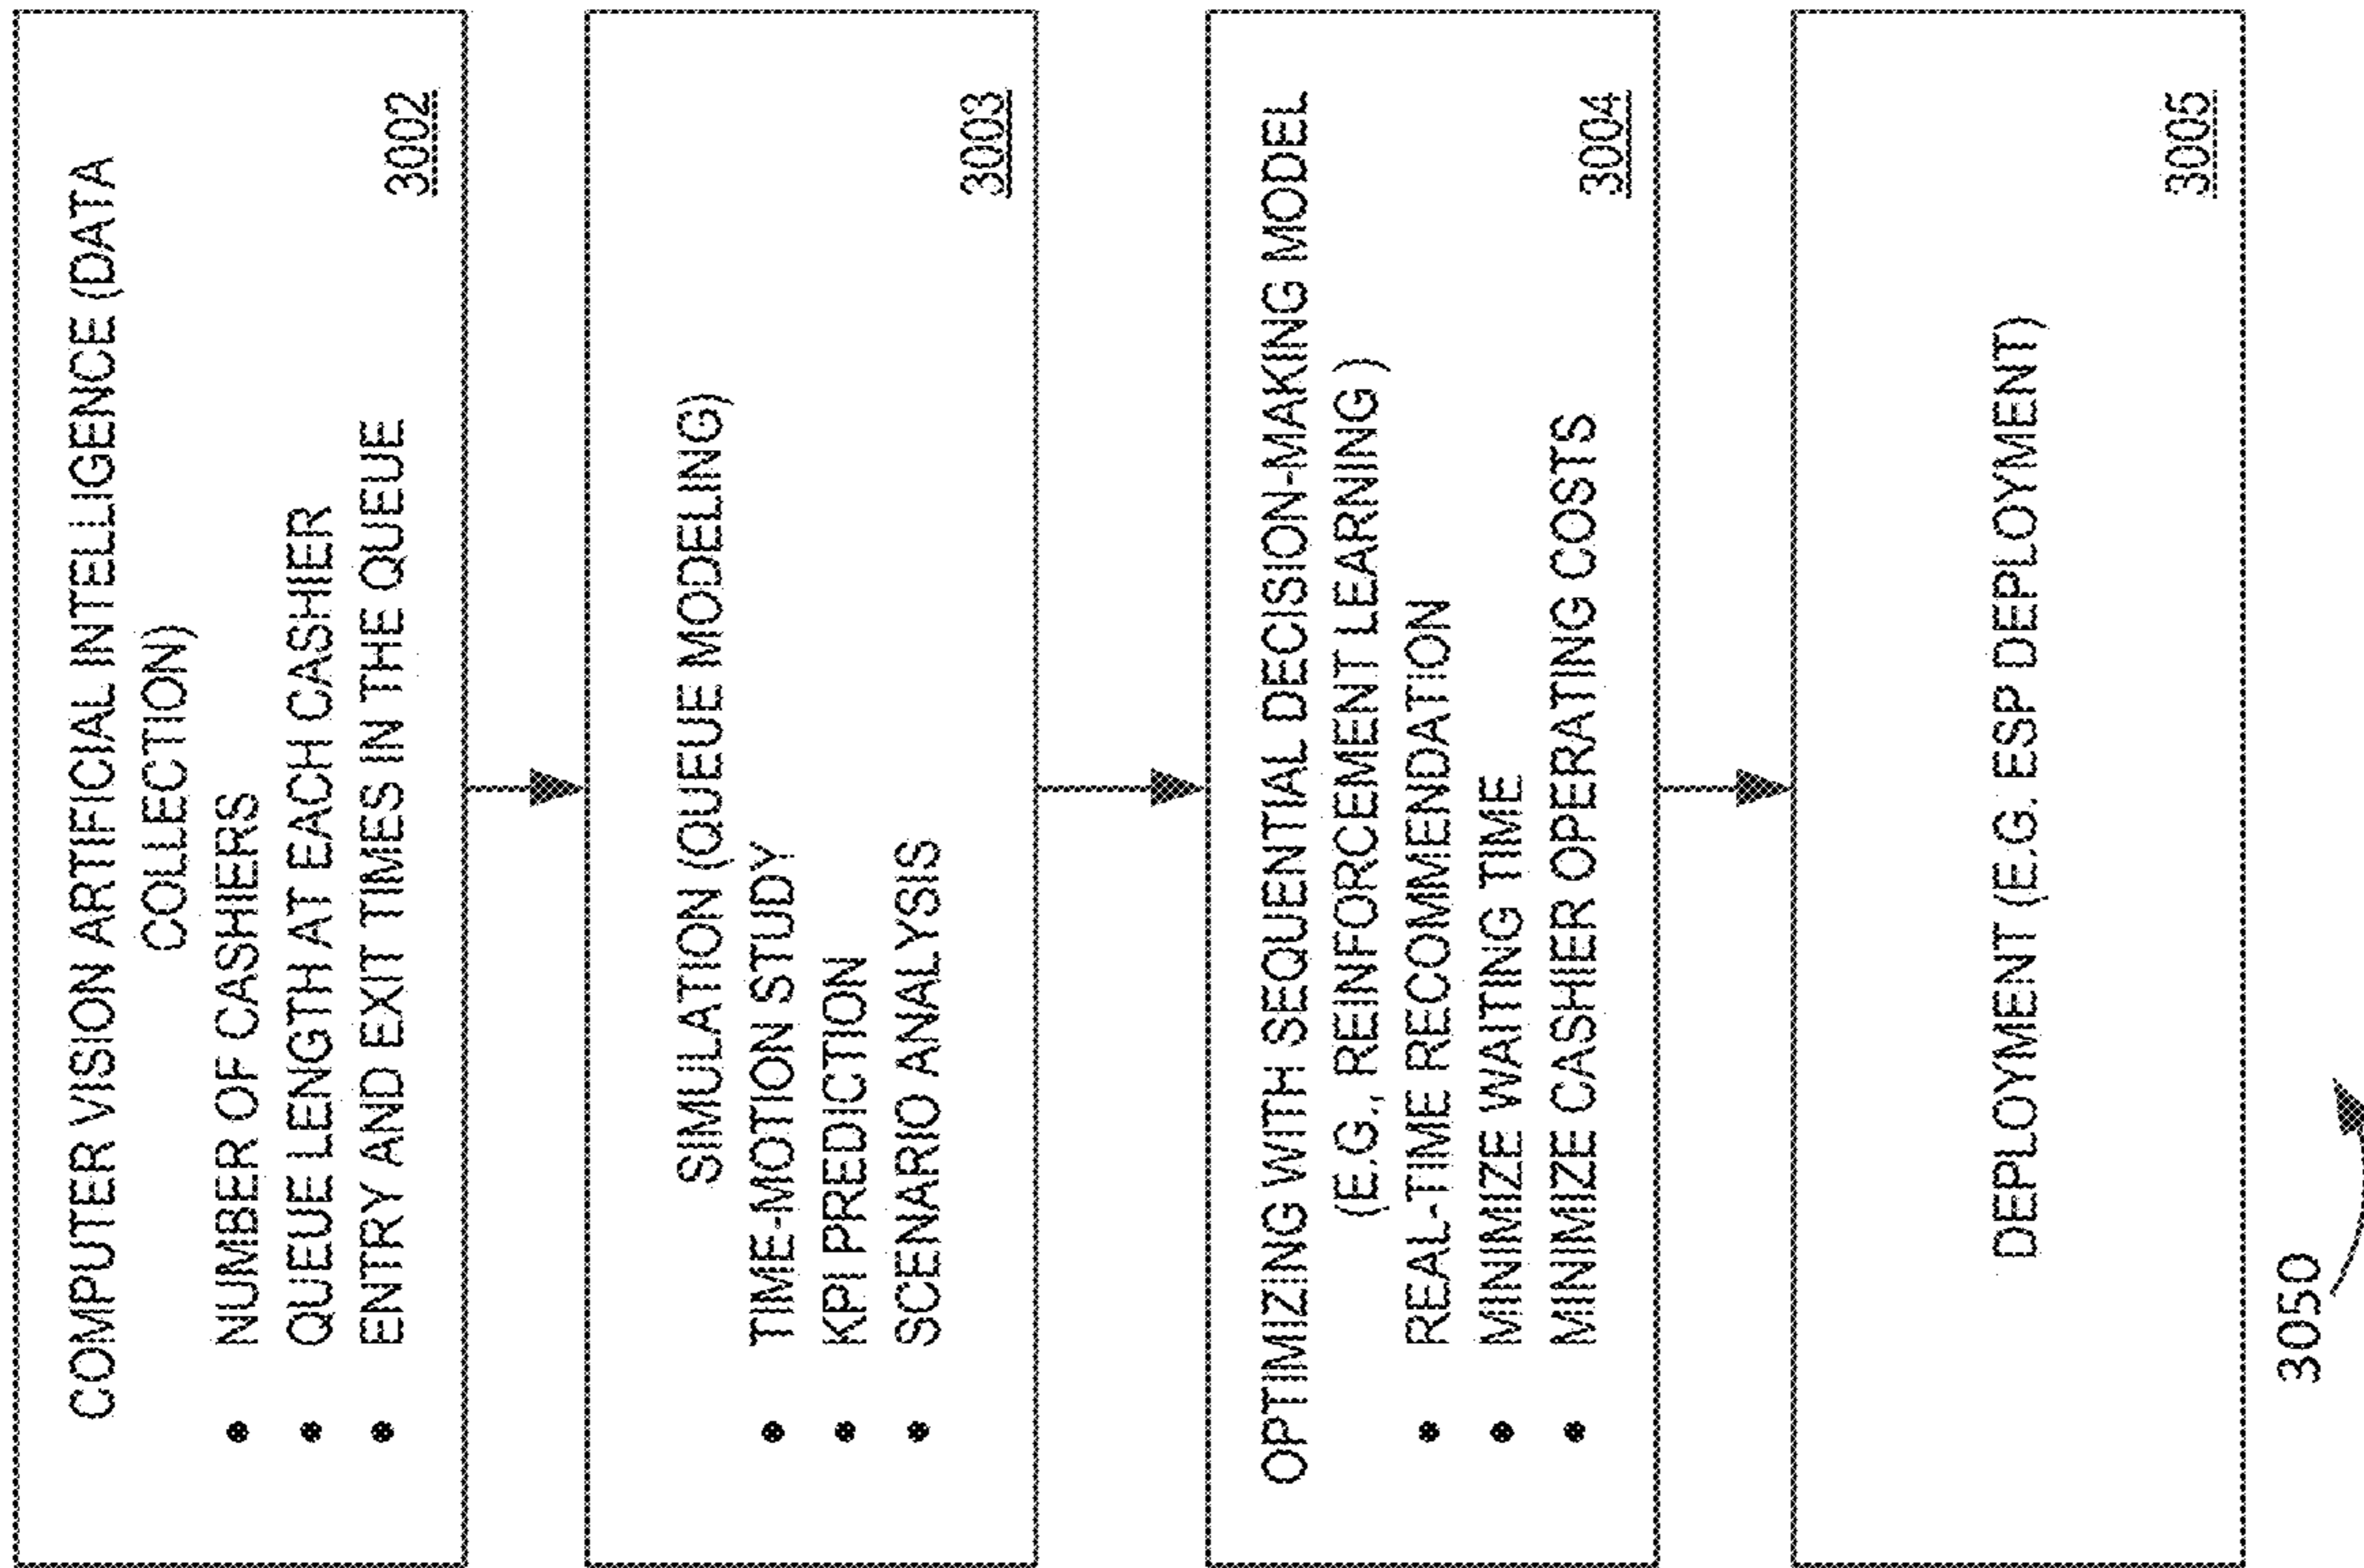 COMPUTER VISION ARTIFICIAL INTELLIGENCE (DATA
COLLECTION)
• NUMBER OF CASHIERS
• QUEUE LENGTH AT EACH CASHIER
• ENTRY AND EXIT TIMES IN THE QUEUE
3002
SIMULATION (QUEUE MODELING)
• TIME-MOTION STUDY
• KPI PREDICTION
• SCENARIO ANALYSIS
3003
OPTIMIZING WITH SEQUENTIAL DECISION-MAKING MODEL
(E.G., REINFORCEMENT LEARNING )
• REAL-TIME RECOMMENDATION
• MINIMIZE WAITING TIME
• MINIMIZE CASHIER OPERATING COSTS
3004
DEPLOYMENT (E.G. ESP DEPLOYMENT)
3005
3050